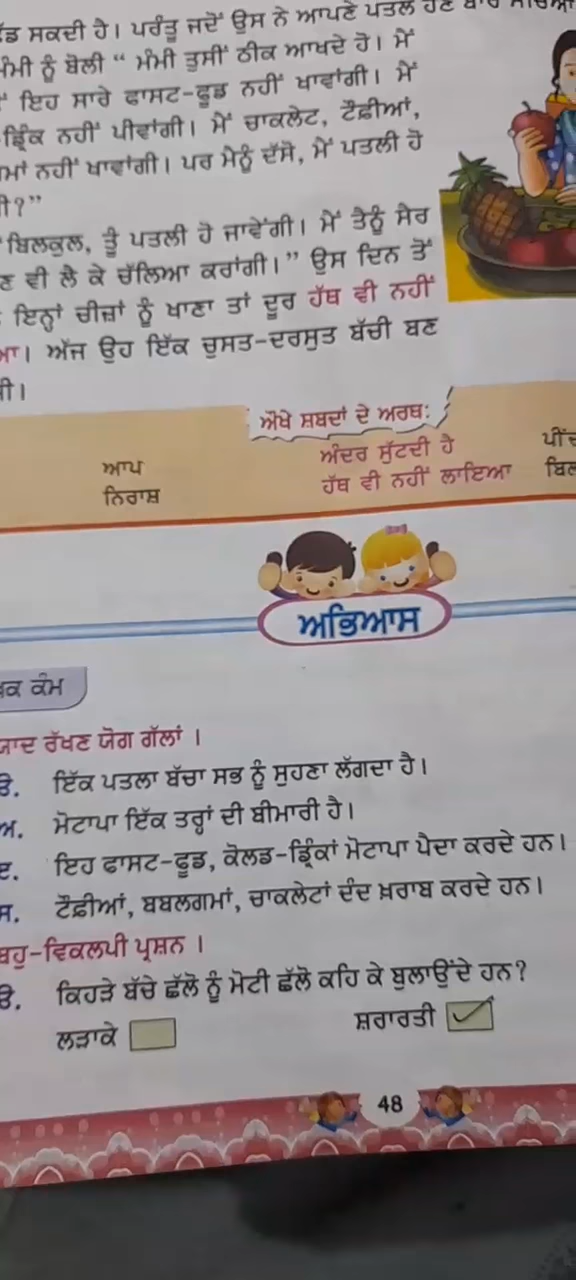 ਸਕਦੀ ਹੈ। ਪਰੰਤੂ ਜਦੋਂ ਉਸ ਨੇ ਆਪਣੇ ਪਤਲੇ
ਨੂੰ ਬੋਲੀ “ ਮੰਮੀ ਤੁਸੀਂ ਠੀਕ ਆਖਦੇ ਹੋ। ਮੈਂ
ਇਹ ਸਾਰੇ ਫਾਸਟ-ਫੂਡ ਨਹੀਂ ਖਾਵਾਂਗੀ। ਮੈਂ
ਡ੍ਰਿੰਕ ਨਹੀਂ ਪੀਵਾਂਗੀ। ਮੈਂ ਚਾਕਲੇਟ, ਟੌਫ਼ੀਆਂ,
ਨਹੀਂ ਖਾਵਾਂਗੀ। ਪਰ ਮੈਨੂੰ ਦੱਸੋ, ਮੈਂ ਪਤਲੀ ਹੋ
ਬਿਲਕੁਲ, ਤੂੰ ਪਤਲੀ ਹੋ ਜਾਵੇਂਗੀ। ਮੈਂ ਤੈਨੂੰ ਸੈਰ
ਵੀ ਲੈ ਕੇ ਚੱਲਿਆ ਕਰਾਂਗੀ।” ਉਸ ਦਿਨ ਤੋਂ
ਇਨ੍ਹਾਂ ਚੀਜ਼ਾਂ ਨੂੰ ਖਾਣਾ ਤਾਂ ਦੂਰ ਹੱਥ ਵੀ ਨਹੀਂ
ਅੱਜ ਉਹ ਇੱਕ ਚੁਸਤ-ਦਰੁਸਤ ਬੱਚੀ ਬਣ
ਔਖੇ ਸ਼ਬਦਾਂ ਦੇ ਅਰਥ:
ਆਪ ਅੰਦਰ ਸੁੱਟਦੀ ਹੈ
ਨਿਰਾਸ਼ ਹੱਥ ਵੀ ਨਹੀਂ ਲਾਇਆ
ਅਭਿਆਸ
ਕੰਮ
ਯਾਦ ਰੱਖਣ ਯੋਗ ਗੱਲਾਂ ।
ੳ. ਇੱਕ ਪਤਲਾ ਬੱਚਾ ਸਭ ਨੂੰ ਸੁਹਣਾ ਲੱਗਦਾ ਹੈ।
ਅ. ਮੋਟਾਪਾ ਇੱਕ ਤਰ੍ਹਾਂ ਦੀ ਬੀਮਾਰੀ ਹੈ।
ੲ. ਇਹ ਫਾਸਟ-ਫੂਡ, ਕੋਲਡ-ਡ੍ਰਿੰਕਾਂ ਮੋਟਾਪਾ ਪੈਦਾ ਕਰਦੇ ਹਨ।
ਸ. ਟੌਫ਼ੀਆਂ, ਬਬਲਗਮਾਂ, ਚਾਕਲੇਟਾਂ ਦੰਦ ਖ਼ਰਾਬ ਕਰਦੇ ਹਨ।
ਬਹੁ-ਵਿਕਲਪੀ ਪ੍ਰਸ਼ਨ ।
ੳ. ਕਿਹੜੇ ਬੱਚੇ ਛੱਲੋ ਨੂੰ ਮੋਟੀ ਛੱਲੋ ਕਹਿ ਕੇ ਬੁਲਾਉਂਦੇ ਹਨ?
ਲੜਾਕੇ ਸ਼ਰਾਰਤੀ
48